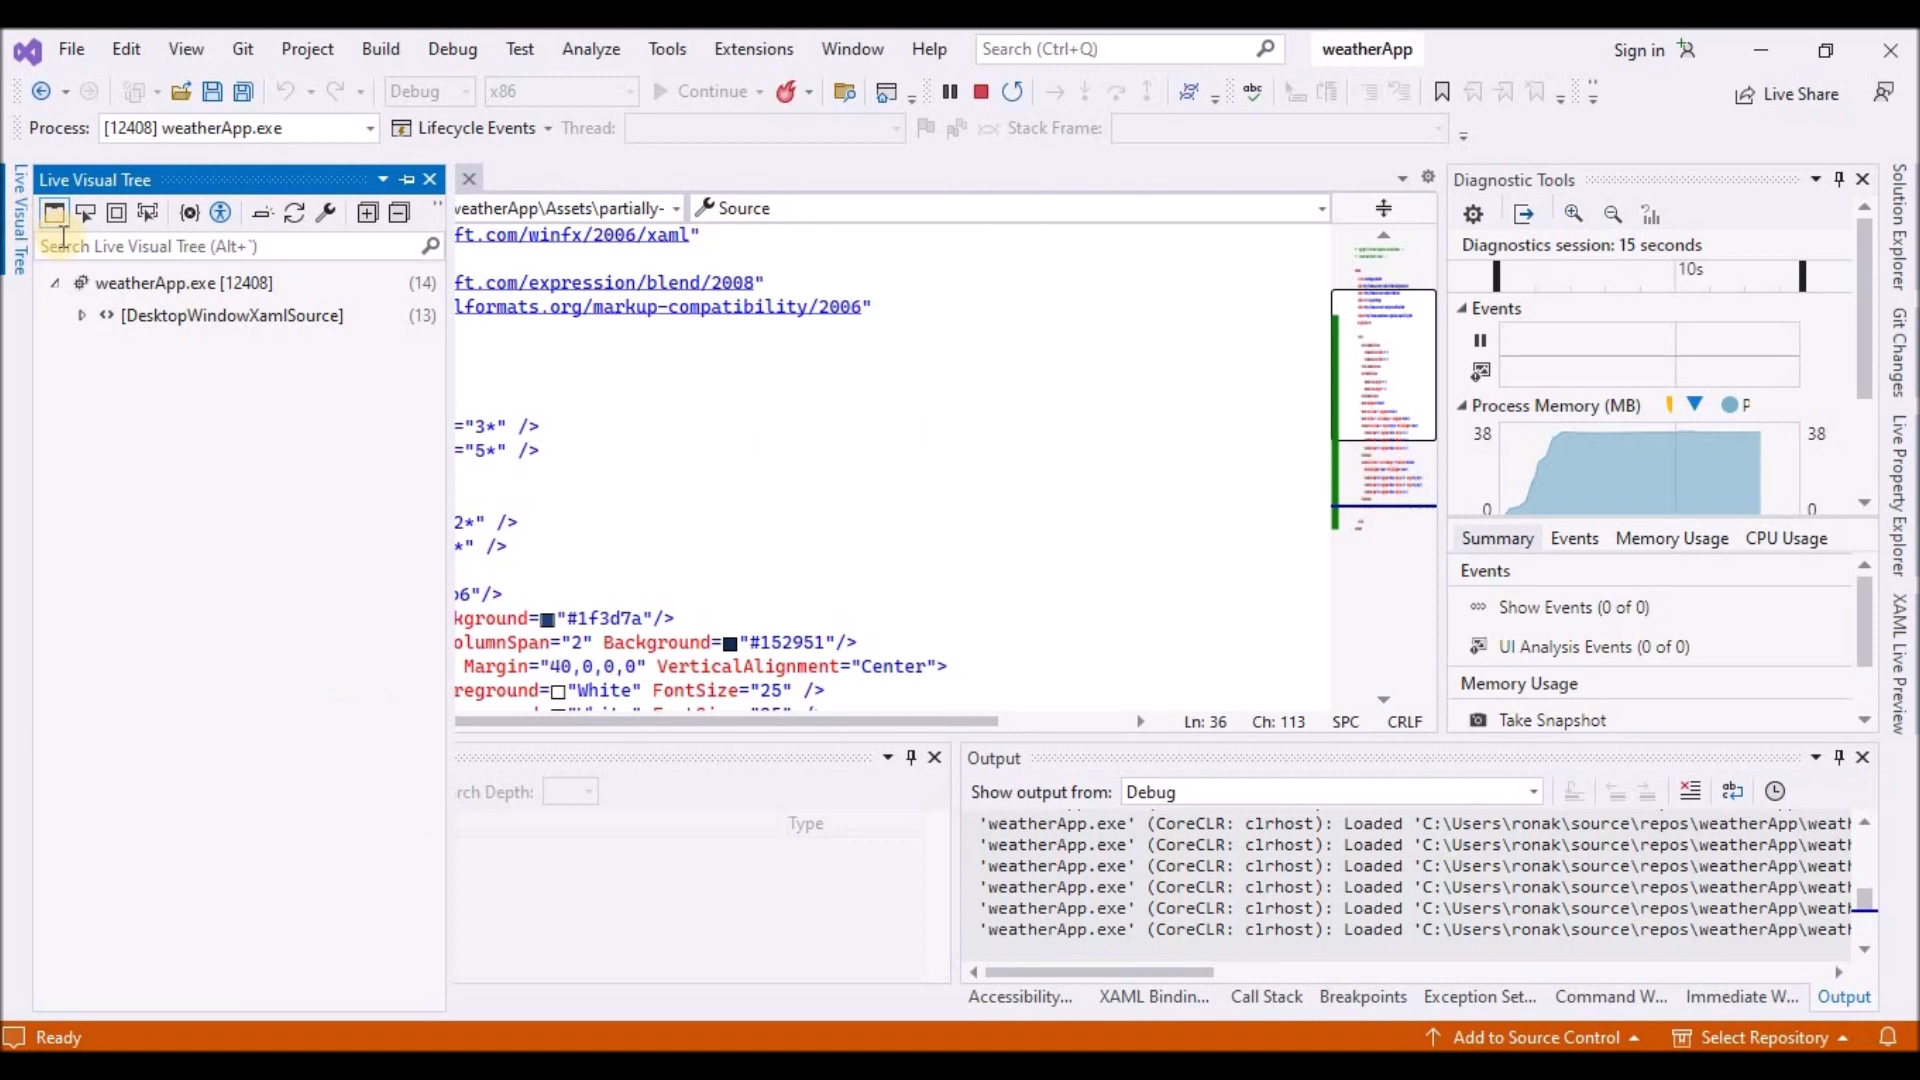 File Edit View Git Project Build Debug Test Analyze Tools Extensions Window Help Search (Ctrl+Q) weatherApp Sign in
Debug x86 Continue Live Share
Process: [12408] weatherApp.exe Lifecycle Events Thread: Stack Frame:
Live Visual Tree
Live Visual Tree
Search Live Visual Tree (Alt+`)
weatherApp.exe [12408] (14)
[DesktopWindowXamlSource] (13)
weatherApp\Assets\partially- Source
ft.com/winfx/2006/xaml"
ft.com/expression/blend/2008"
lformats.org/markup-compatibility/2006"
="3*" />
="5*" />
2*" />
*" />
b6"/>
kground="#1f3d7a"/>
olumnSpan="2" Background="#152951"/>
Margin="40,0,0,0" VerticalAlignment="Center">
reground="White" FontSize="25" />
Ln: 36 Ch: 113 SPC CRLF
Diagnostic Tools
Diagnostics session: 15 seconds
10s
Events
Process Memory (MB) P
38 38
0 0
Summary Events Memory Usage CPU Usage
Events
Show Events (0 of 0)
UI Analysis Events (0 of 0)
Memory Usage
Take Snapshot
Solution Explorer
Git Changes
Live Property Explorer
XAML Live Preview
rch Depth:
Type
Output
Show output from: Debug
'weatherApp.exe' (CoreCLR: clrhost): Loaded 'C:\Users\ronak\source\repos\weatherApp\weath
'weatherApp.exe' (CoreCLR: clrhost): Loaded 'C:\Users\ronak\source\repos\weatherApp\weath
'weatherApp.exe' (CoreCLR: clrhost): Loaded 'C:\Users\ronak\source\repos\weatherApp\weath
'weatherApp.exe' (CoreCLR: clrhost): Loaded 'C:\Users\ronak\source\repos\weatherApp\weath
'weatherApp.exe' (CoreCLR: clrhost): Loaded 'C:\Users\ronak\source\repos\weatherApp\weath
'weatherApp.exe' (CoreCLR: clrhost): Loaded 'C:\Users\ronak\source\repos\weatherApp\weath
Accessibility... XAML Bindin... Call Stack Breakpoints Exception Set... Command W... Immediate W... Output
Ready Add to Source Control Select Repository